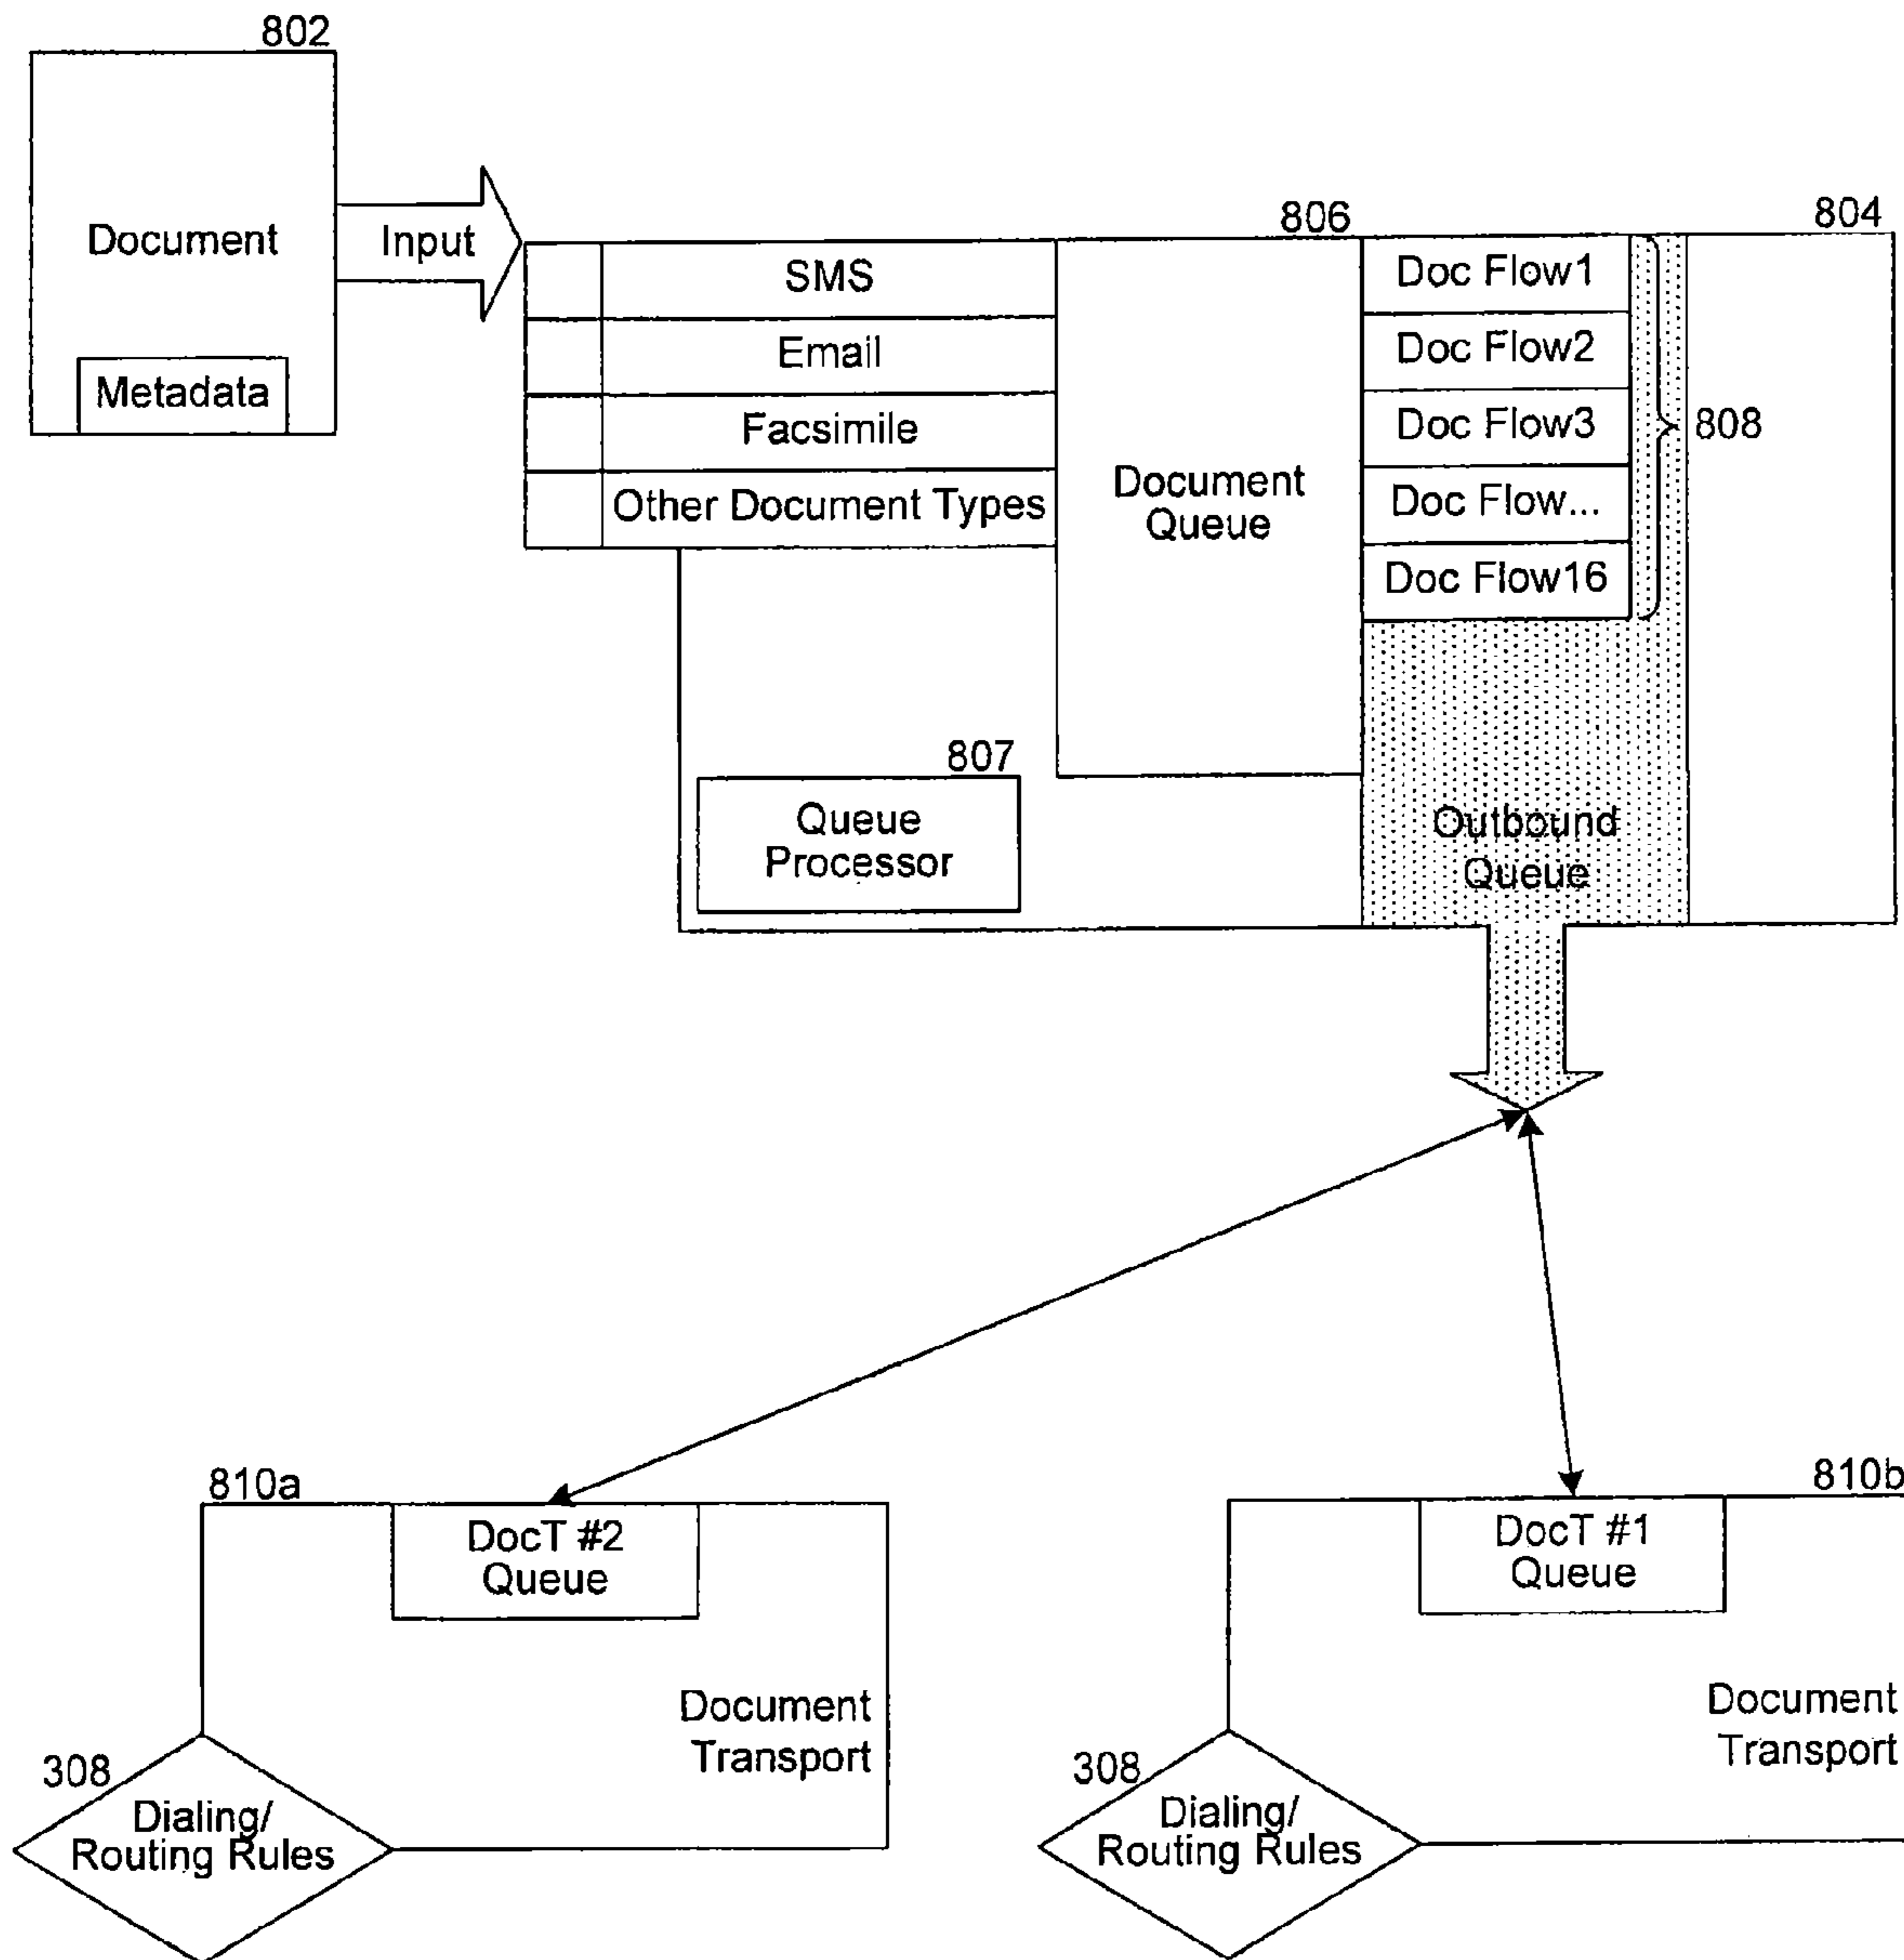 802
Document
Metadata
Input
806
804
SMS
Email
Facsimile
Other Document Types
Document
Queue
Doc Flow1
Doc Flow2
Doc Flow3
Doc Flow...
Doc Flow16
808
807
Queue
Processor
Outbound
Queue
810a
DocT #2
Queue
Document
Transport
308
Dialing/
Routing Rules
810b
DocT #1
Queue
Document
Transport
308
Dialing/
Routing Rules